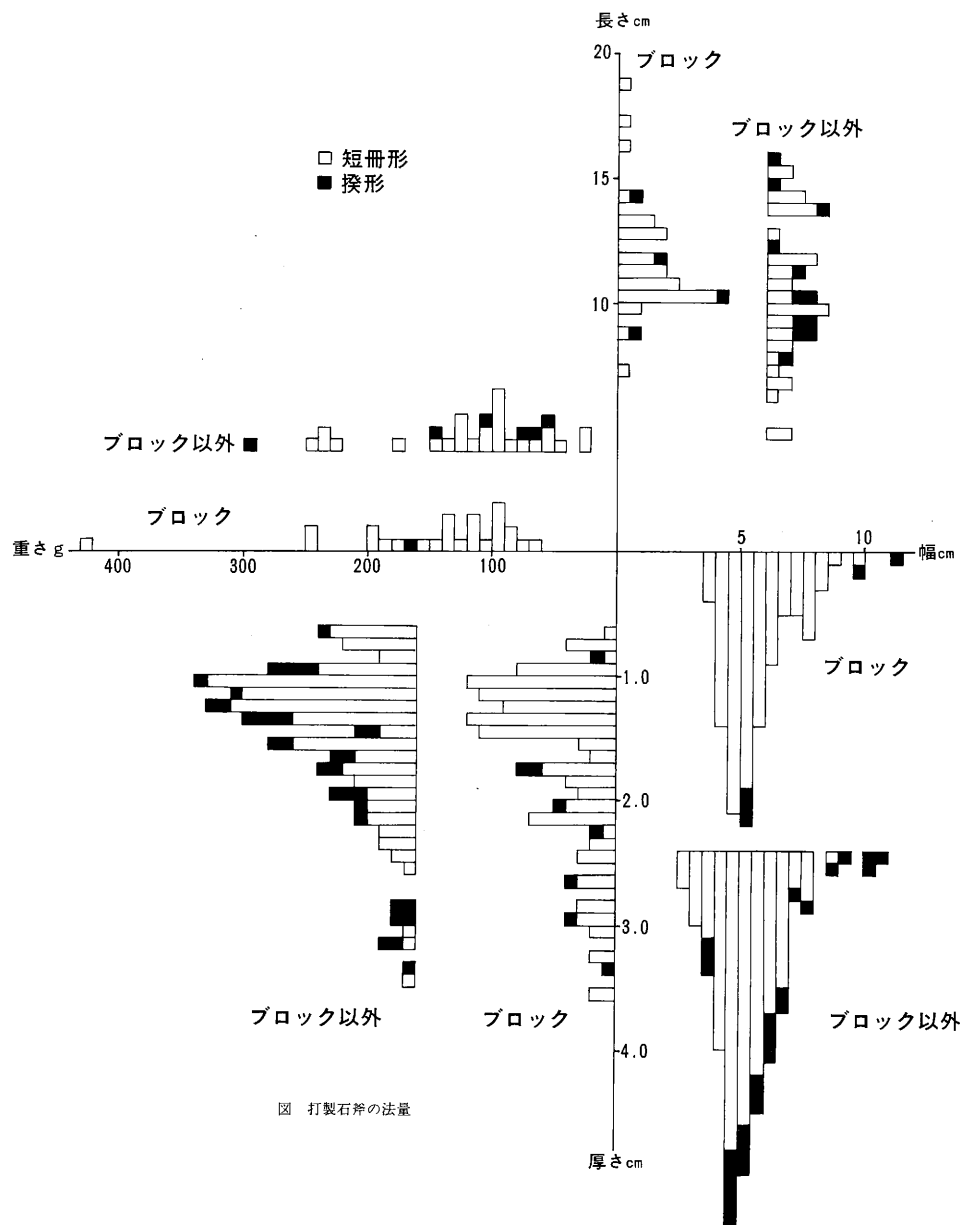 長さcm
20
ブロック
ブロック以外
□ 短冊形
■ 揆形
15
10
ブロック以外
ブロック
重さg
400
300
200
100
5
10
幅cm
ブロック
1.0
2.0
3.0
4.0
ブロック以外
ブロック
ブロック以外
図 打製石斧の法量
厚さcm